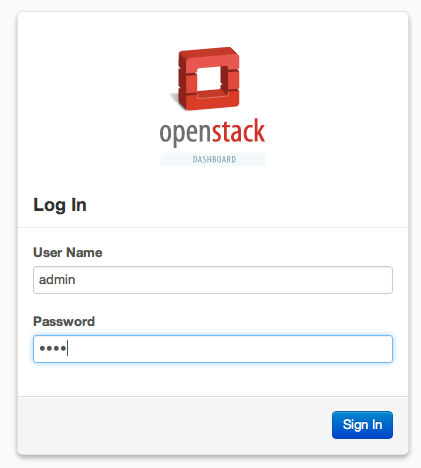 openstack
DASHBOARD
Log In
User Name
admin
Password
••••
Sign In